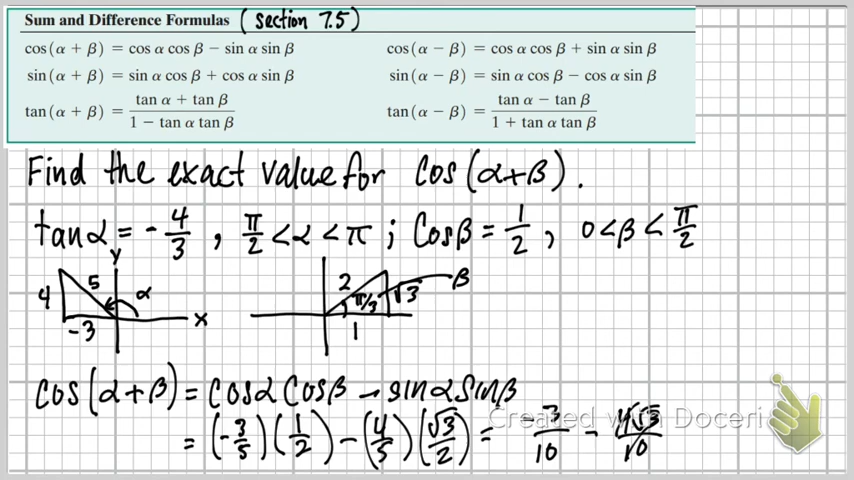 Sum and Difference Formulas (section 7.5)
cos(α + β) = cos α cos β − sin α sin β
cos(α − β) = cos α cos β + sin α sin β
sin(α + β) = sin α cos β + cos α sin β
sin(α − β) = sin α cos β − cos α sin β
tan(α + β) = (tan α + tan β)/(1 − tan α tan β)
tan(α − β) = (tan α − tan β)/(1 + tan α tan β)
Find the exact value for Cos(α+β).
tanα = -4/3, π/2 < α < π ; Cosβ = 1/2, 0 < β < π/2
y
5
4
α
-3
x
2
π/3
√3
β
1
Cos(α+β) = Cosα Cosβ - sinα Sinβ
= (-3/5)(1/2) - (4/5)(√3/2) = -3/10 - 4√3/10
Created with Doceri